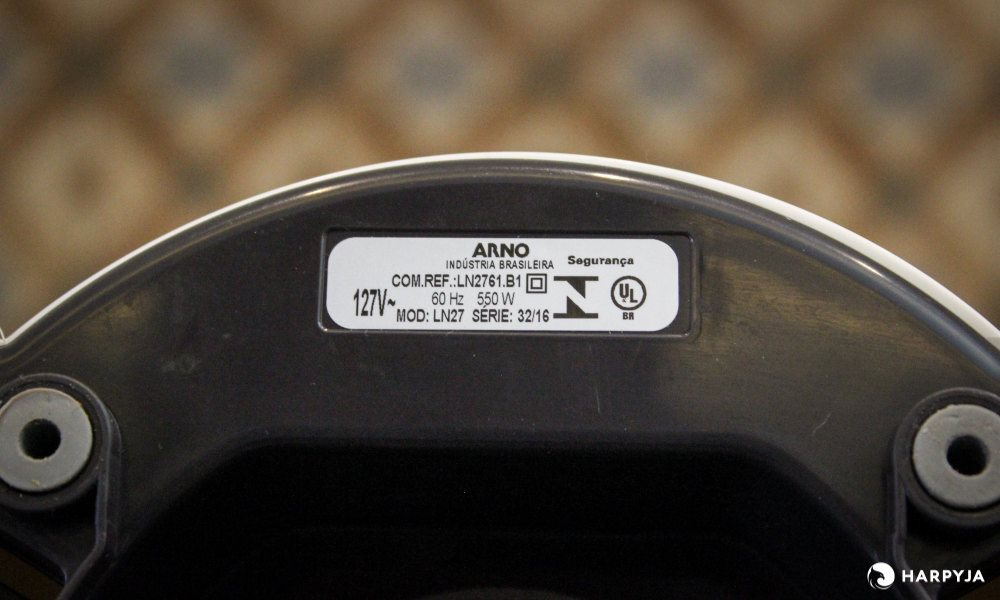 ARNO
INDÚSTRIA BRASILEIRA
Segurança
COM.REF.:LN2761.B1
127V~
60 Hz 550 W
MOD: LN27 SÉRIE: 32/16
UL
BR
HARPYJA